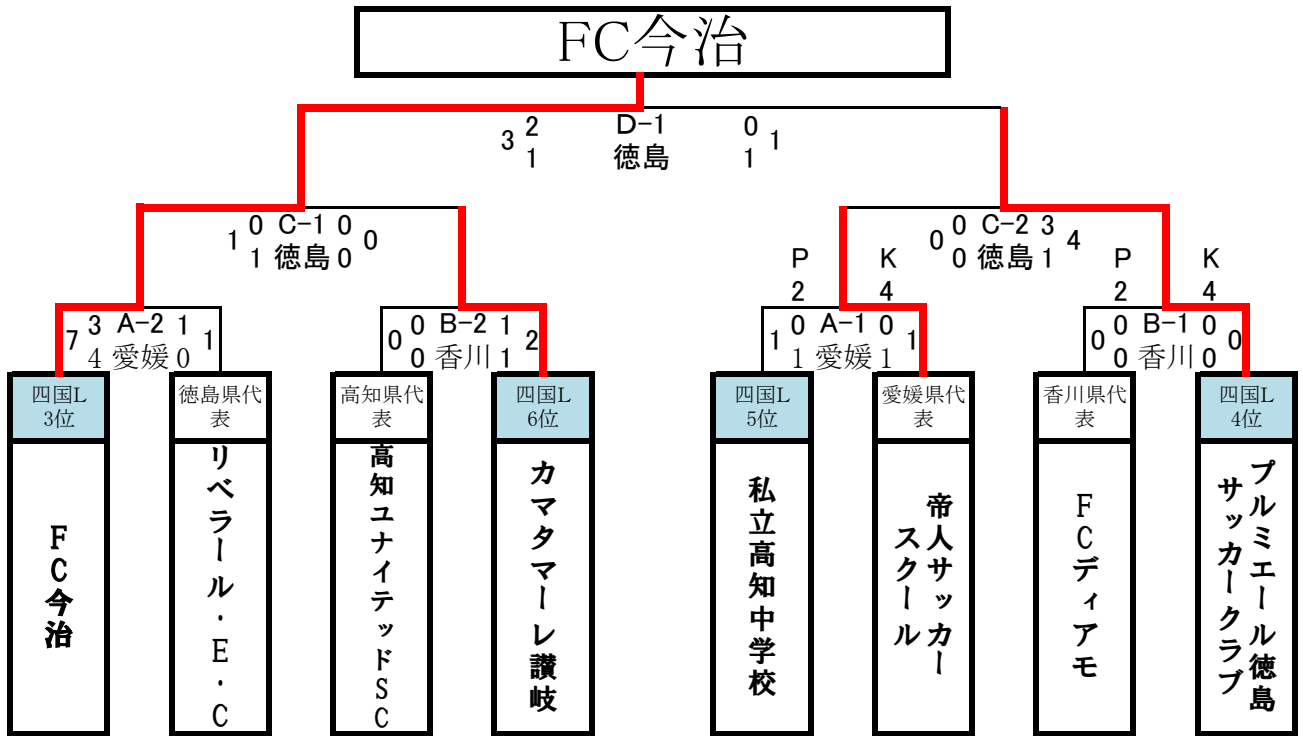 FC今治
3 2 D-1 0 1
1 徳島 1
1 0 C-1 0 0
1 徳島 0
0 0 C-2 3 4
0 徳島 1
P K
2 4
P K
2 4
7 3 A-2 1 1
4 愛媛 0
0 0 B-2 1 2
0 香川 1
1 0 A-1 0 1
1 愛媛 1
0 0 B-1 0 0
0 香川 0
四国L
3位
徳島県代
表
高知県代
表
四国L
6位
四国L
5位
愛媛県代
表
香川県代
表
四国L
4位
FC今治
リベラール・E・C
高知ユナイテッドSC
カマタマーレ讃岐
私立高知中学校
帝人サッカー
スクール
FCディアモ
プルミエール徳島
サッカークラブ